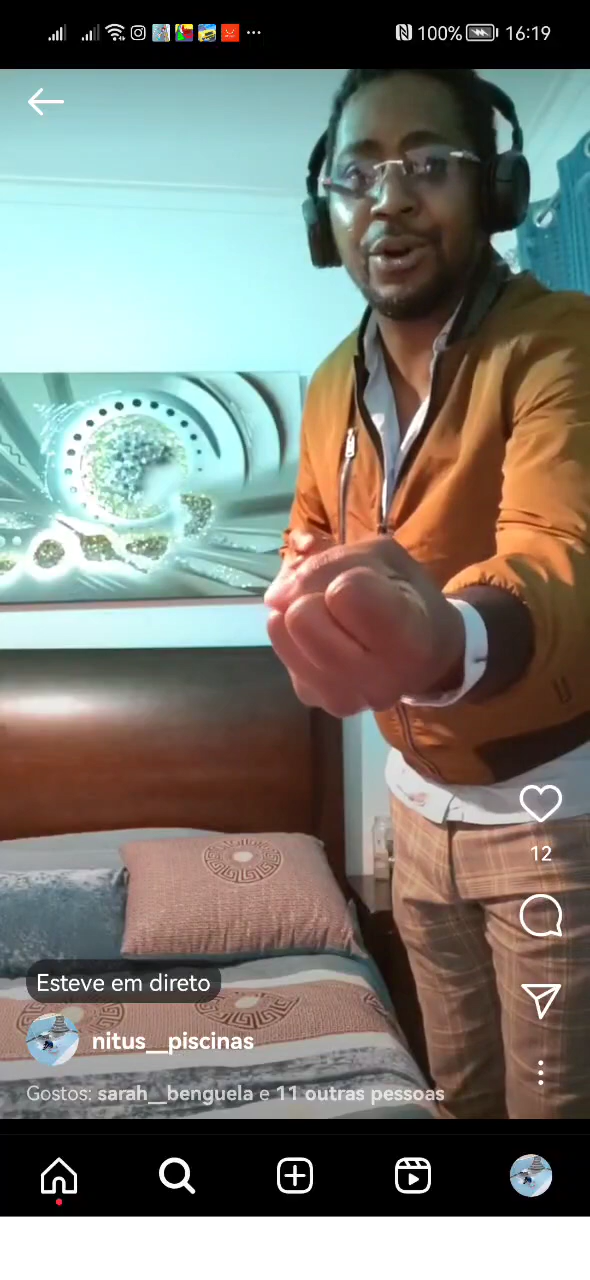 100% 16:19
12
Esteve em direto
nitus__piscinas
Gostos: sarah__benguela e 11 outras pessoas